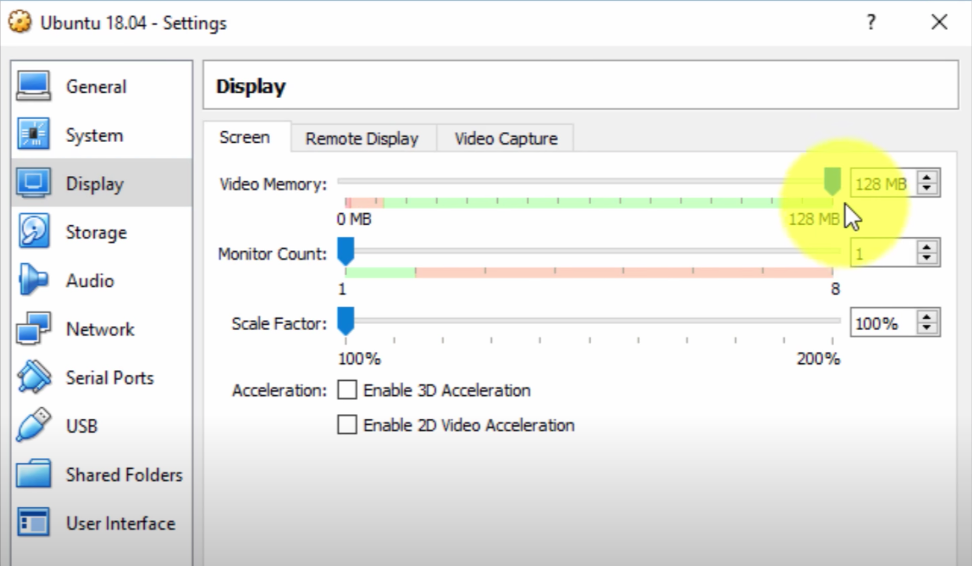 Ubuntu 18.04 - Settings
?
General
System
Display
Storage
Audio
Network
Serial Ports
USB
Shared Folders
User Interface
Display
Screen Remote Display Video Capture
Video Memory: 128 MB
0 MB 128 MB
Monitor Count: 1
1 8
Scale Factor: 100%
100% 200%
Acceleration: Enable 3D Acceleration
Enable 2D Video Acceleration